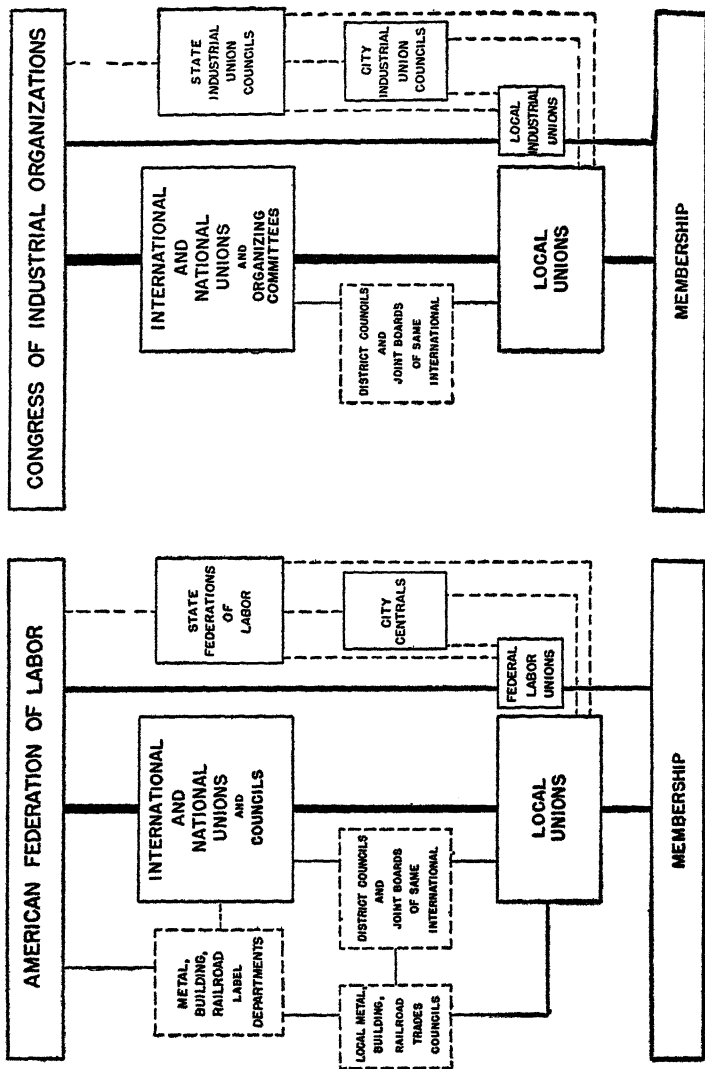 AMERICAN FEDERATION OF LABOR
METAL,
BUILDING,
RAILROAD
LABEL
DEPARTMENTS
INTERNATIONAL
AND
NATIONAL
UNIONS
AND
COUNCILS
STATE
FEDERATIONS
OF
LABOR
LOCAL METAL,
BUILDING,
RAILROAD
TRADES
COUNCILS
DISTRICT COUNCILS
AND
JOINT BOARDS
OF SAME
INTERNATIONAL
CITY
CENTRALS
LOCAL
UNIONS
FEDERAL
LABOR
UNIONS
MEMBERSHIP
CONGRESS OF INDUSTRIAL ORGANIZATIONS
INTERNATIONAL
AND
NATIONAL
UNIONS
AND
ORGANIZING
COMMITTEES
STATE
INDUSTRIAL
UNION
COUNCILS
DISTRICT COUNCILS
AND
JOINT BOARDS
OF SAME
INTERNATIONAL
CITY
INDUSTRIAL
UNION
COUNCILS
LOCAL
UNIONS
LOCAL
INDUSTRIAL
UNIONS
MEMBERSHIP